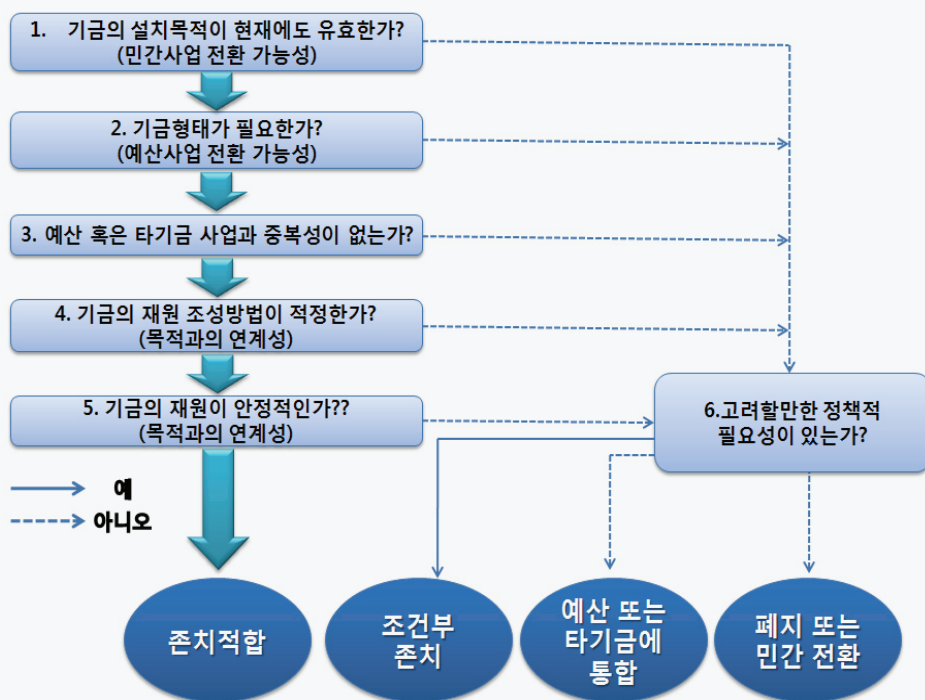 1. 기금의 설치목적이 현재에도 유효한가?
(민간사업 전환 가능성)
2. 기금형태가 필요한가?
(예산사업 전환 가능성)
3. 예산 혹은 타기금 사업과 중복성이 없는가?
4. 기금의 재원 조성방법이 적정한가?
(목적과의 연계성)
5. 기금의 재원이 안정적인가??
(목적과의 연계성)
6.고려할만한 정책적
필요성이 있는가?
예
아니오
존치적합
조건부
존치
예산 또는
타기금에
통합
폐지 또는
민간 전환